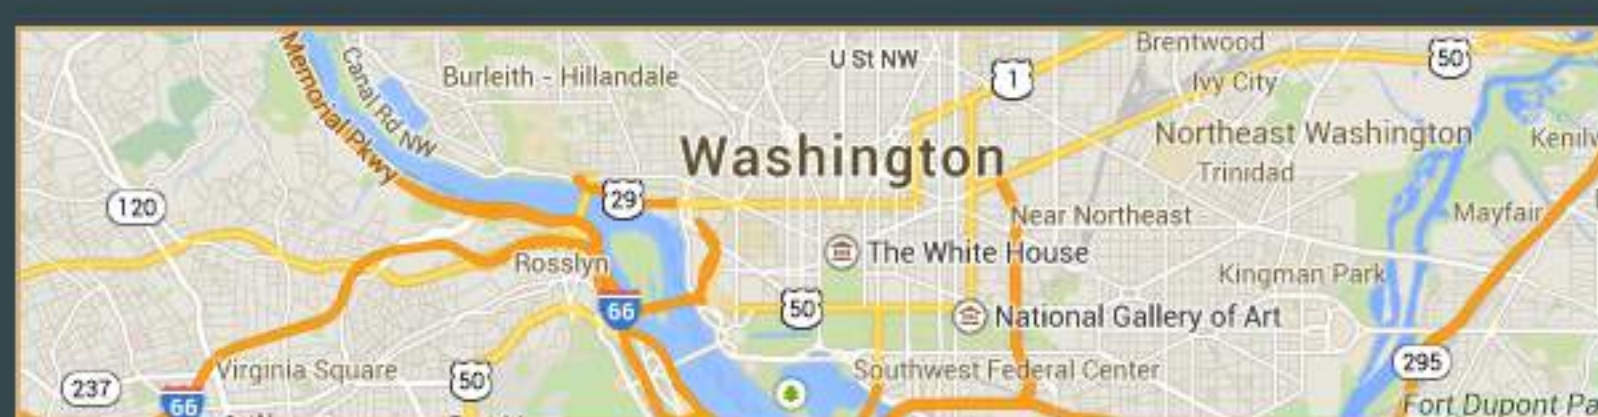 Brentwood
U St NW
50
Memorial Pkwy
Canal Rd NW
Burleith - Hillandale
1
Ivy City
Northeast Washington
Washington
Trinidad
120
29
Near Northeast
Mayfair
The White House
Rosslyn
Kingman Park
66
50
National Gallery of Art
Virginia Square
50
Southwest Federal Center
295
237
66
Fort Dupont